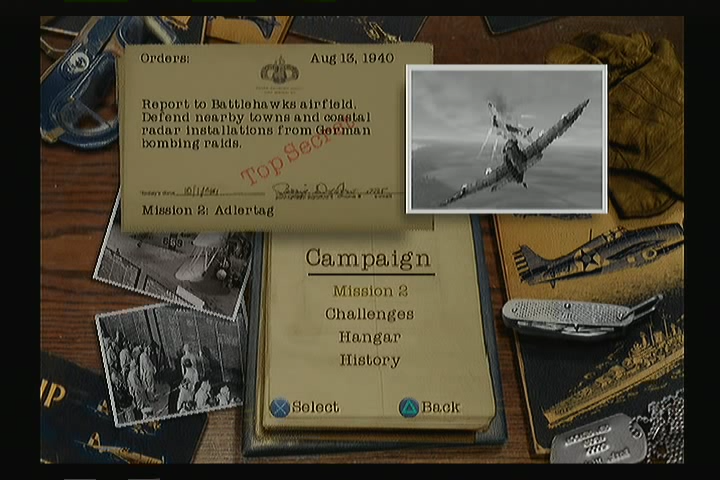 Orders: Aug 13, 1940
Report to Battlehawks airfield.
Defend nearby towns and coastal
radar installations from German
bombing raids.
Top Secret
Mission 2: Adlertag
Campaign
Mission 2
Challenges
Hangar
History
Select Back